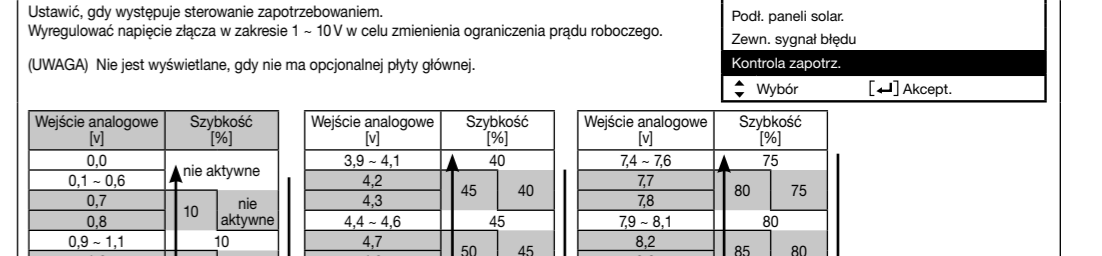 Ustawić, gdy występuje sterowanie zapotrzebowaniem.
Wyregulować napięcie złącza w zakresie 1 ~ 10 V w celu zmienienia ograniczenia prądu roboczego.
(UWAGA) Nie jest wyświetlane, gdy nie ma opcjonalnej płyty głównej.
Podł. paneli solar.
Zewn. sygnał błędu
Kontrola zapotrz.
Wybór [↵] Akcept.
Wejście analogowe [v] Szybkość [%]
0,0 nie aktywne
0,1 ~ 0,6
0,7 10 nie aktywne
0,8
0,9 ~ 1,1 10
Wejście analogowe [v] Szybkość [%]
3,9 ~ 4,1 40
4,2 45 40
4,3
4,4 ~ 4,6 45
4,7 50 45
Wejście analogowe [v] Szybkość [%]
7,4 ~ 7,6 75
7,7 80 75
7,8
7,9 ~ 8,1 80
8,2 85 80